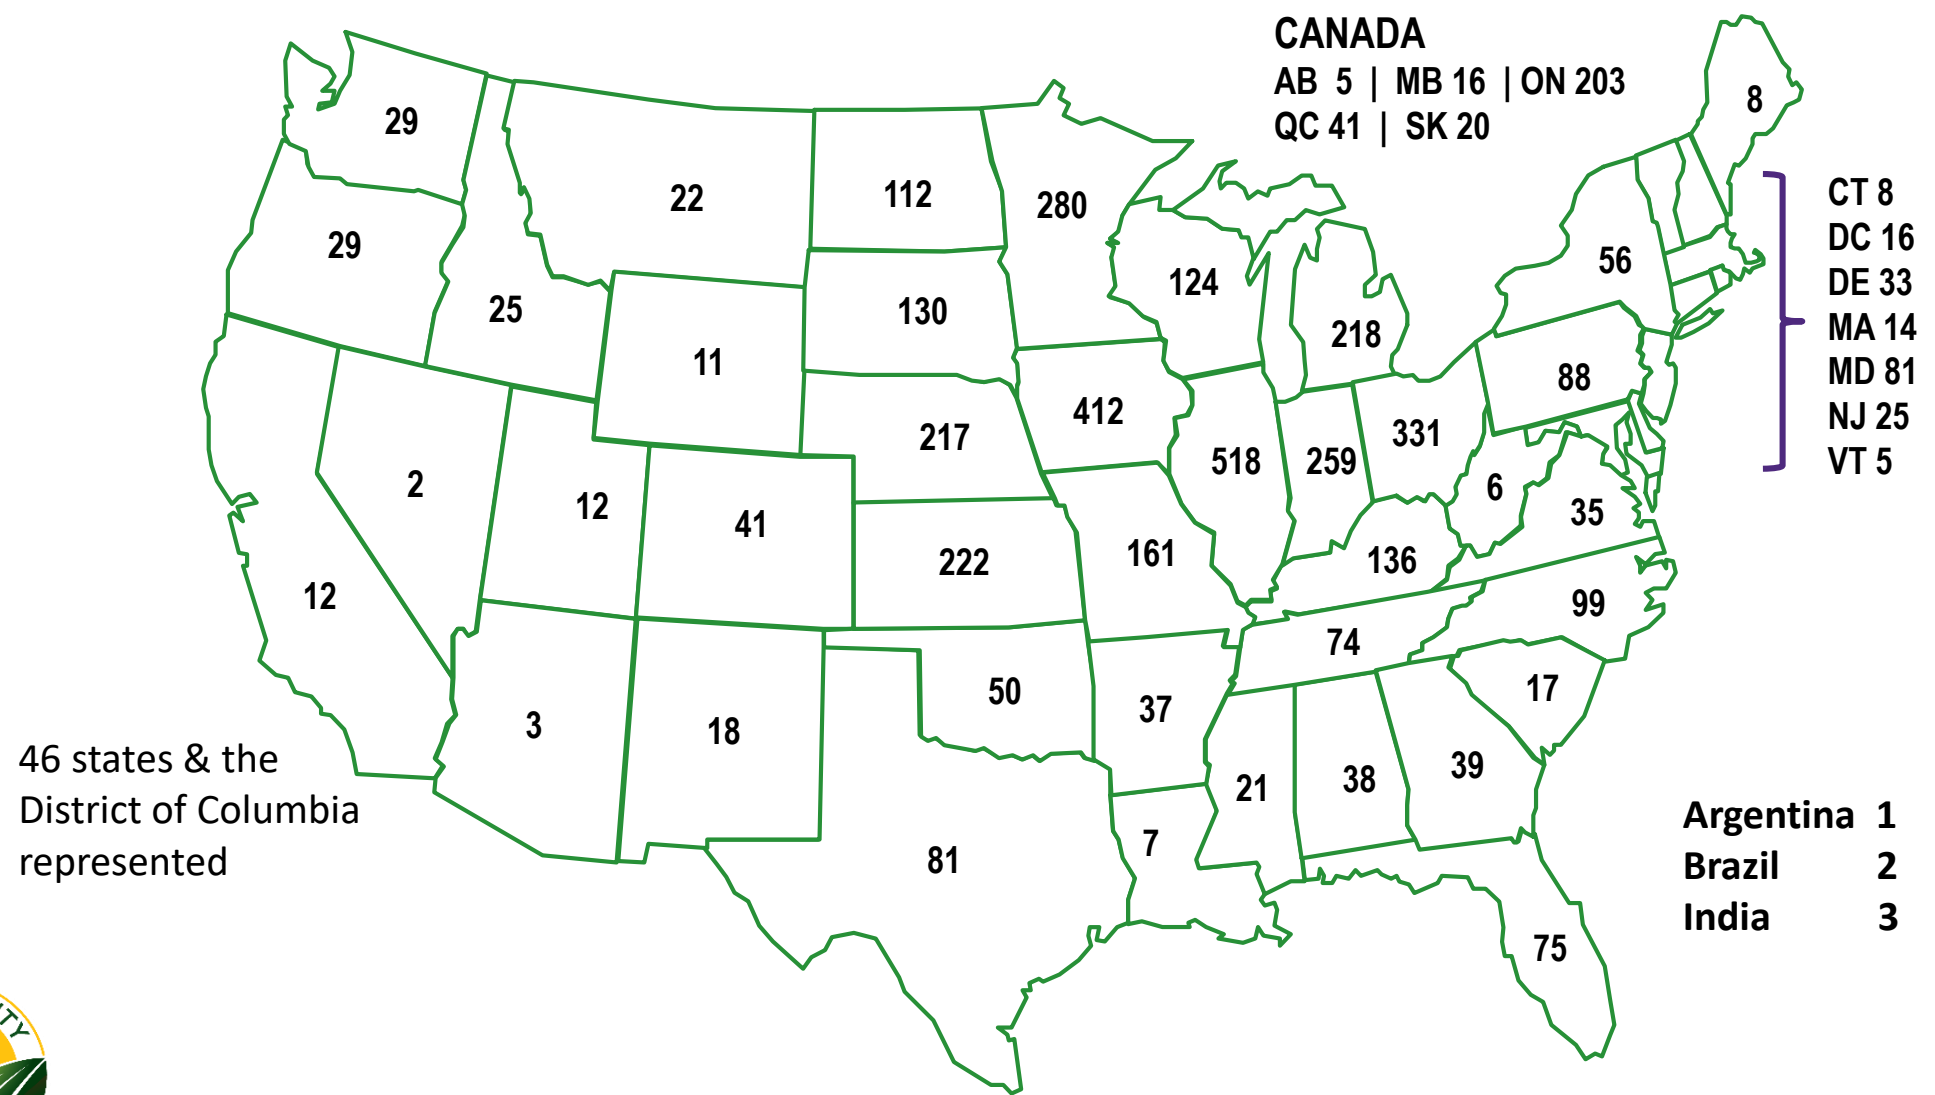 CANADA
AB 5 | MB 16 | ON 203
QC 41 | SK 20
8
29
22
112
280
29
25
130
124
218
56
CT 8
DC 16
DE 33
MA 14
MD 81
NJ 25
VT 5
11
412
88
217
518
259
331
2
12
41
6
35
222
161
136
12
99
74
3
18
50
37
17
21
38
39
7
81
75
46 states & the
District of Columbia
represented
Argentina 1
Brazil 2
India 3
ITY